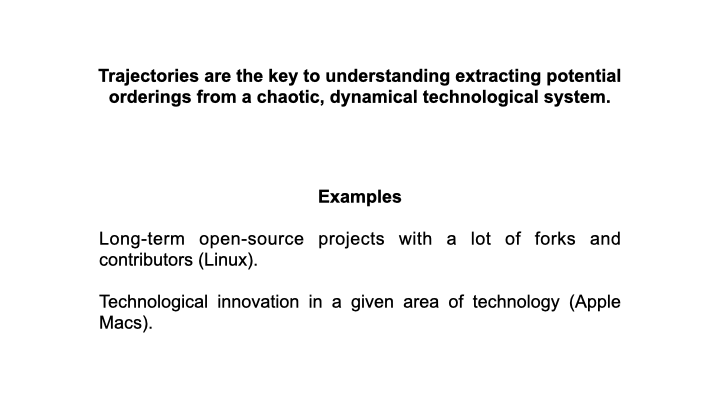 Trajectories are the key to understanding extracting potential
orderings from a chaotic, dynamical technological system.
Examples
Long-term open-source projects with a lot of forks and
contributors (Linux).
Technological innovation in a given area of technology (Apple
Macs).